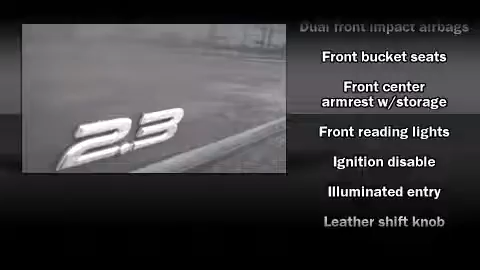 Dual front impact airbags
Front bucket seats
Front center
armrest w/storage
Front reading lights
Ignition disable
Illuminated entry
Leather shift knob
2.3